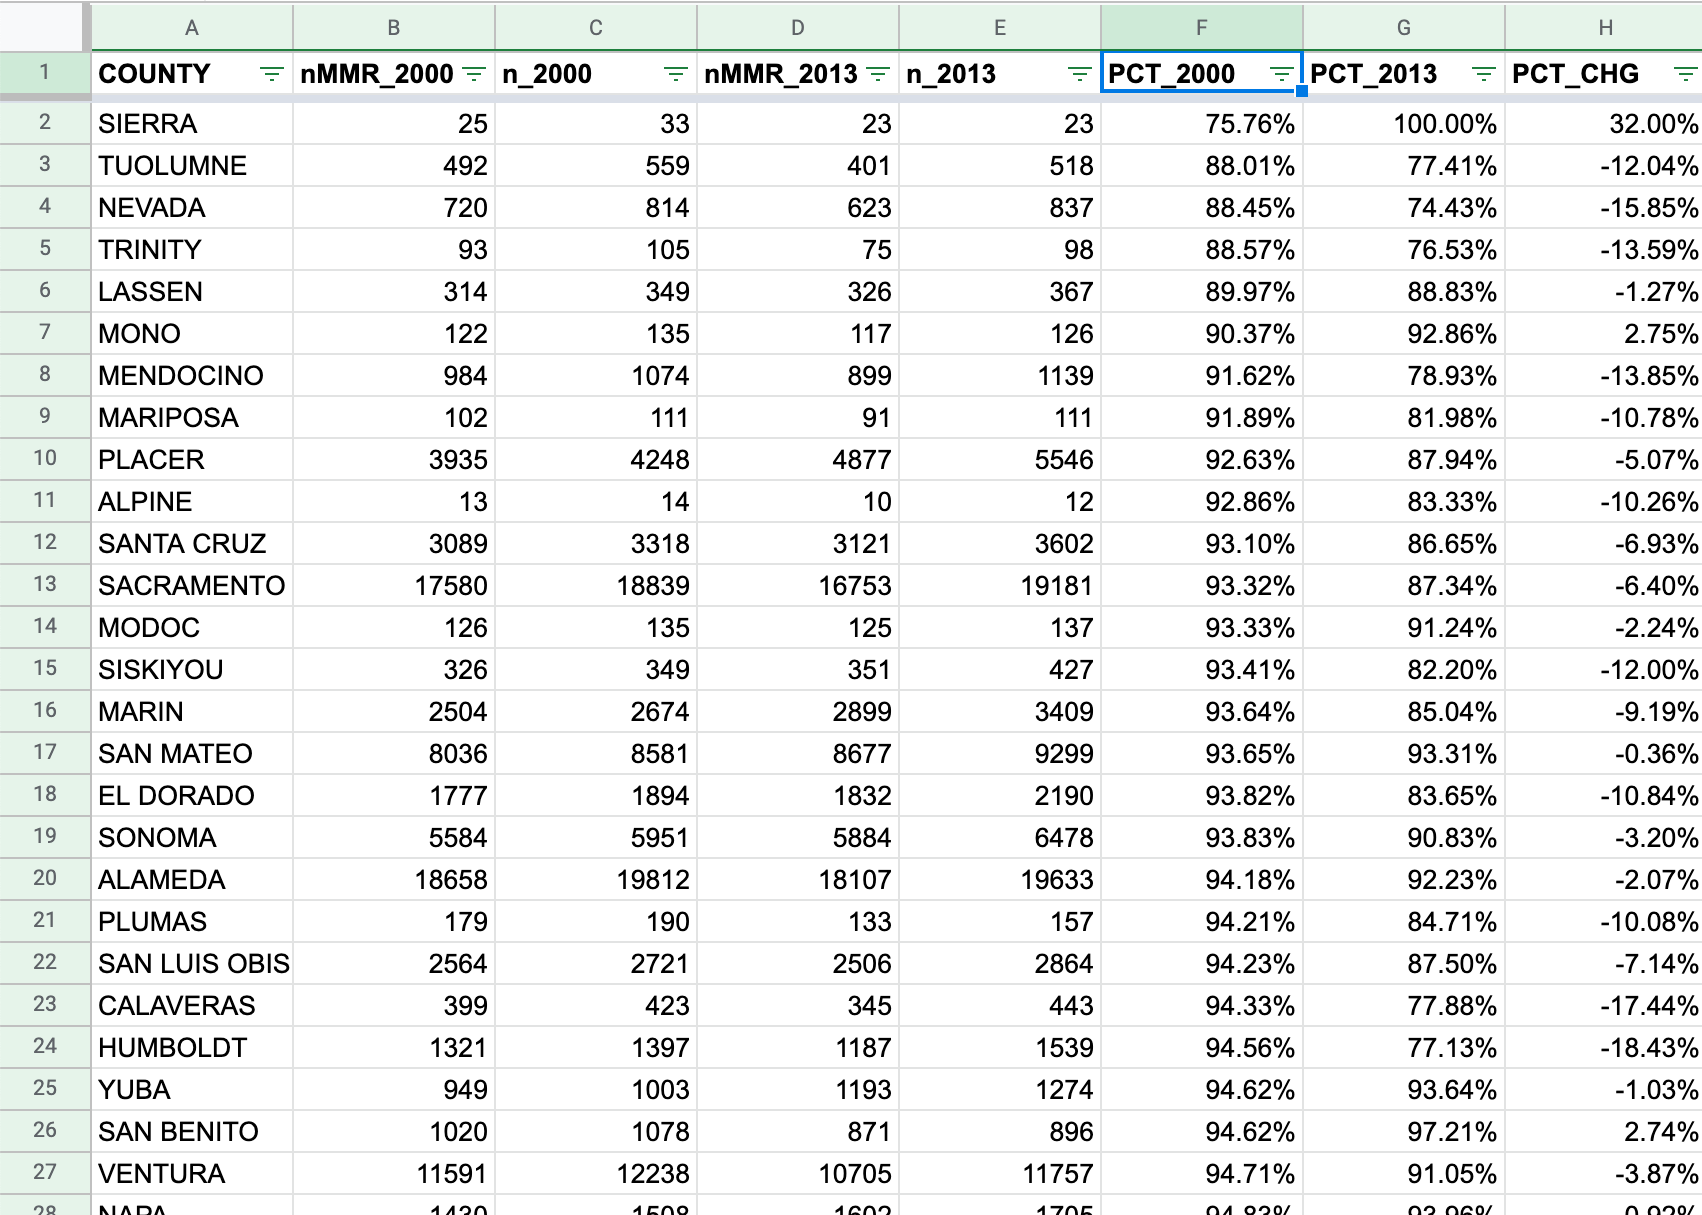 A B C D E F G H
1 COUNTY nMMR_2000 n_2000 nMMR_2013 n_2013 PCT_2000 PCT_2013 PCT_CHG
2 SIERRA 25 33 23 23 75.76% 100.00% 32.00%
3 TUOLUMNE 492 559 401 518 88.01% 77.41% -12.04%
4 NEVADA 720 814 623 837 88.45% 74.43% -15.85%
5 TRINITY 93 105 75 98 88.57% 76.53% -13.59%
6 LASSEN 314 349 326 367 89.97% 88.83% -1.27%
7 MONO 122 135 117 126 90.37% 92.86% 2.75%
8 MENDOCINO 984 1074 899 1139 91.62% 78.93% -13.85%
9 MARIPOSA 102 111 91 111 91.89% 81.98% -10.78%
10 PLACER 3935 4248 4877 5546 92.63% 87.94% -5.07%
11 ALPINE 13 14 10 12 92.86% 83.33% -10.26%
12 SANTA CRUZ 3089 3318 3121 3602 93.10% 86.65% -6.93%
13 SACRAMENTO 17580 18839 16753 19181 93.32% 87.34% -6.40%
14 MODOC 126 135 125 137 93.33% 91.24% -2.24%
15 SISKIYOU 326 349 351 427 93.41% 82.20% -12.00%
16 MARIN 2504 2674 2899 3409 93.64% 85.04% -9.19%
17 SAN MATEO 8036 8581 8677 9299 93.65% 93.31% -0.36%
18 EL DORADO 1777 1894 1832 2190 93.82% 83.65% -10.84%
19 SONOMA 5584 5951 5884 6478 93.83% 90.83% -3.20%
20 ALAMEDA 18658 19812 18107 19633 94.18% 92.23% -2.07%
21 PLUMAS 179 190 133 157 94.21% 84.71% -10.08%
22 SAN LUIS OBIS 2564 2721 2506 2864 94.23% 87.50% -7.14%
23 CALAVERAS 399 423 345 443 94.33% 77.88% -17.44%
24 HUMBOLDT 1321 1397 1187 1539 94.56% 77.13% -18.43%
25 YUBA 949 1003 1193 1274 94.62% 93.64% -1.03%
26 SAN BENITO 1020 1078 871 896 94.62% 97.21% 2.74%
27 VENTURA 11591 12238 10705 11757 94.71% 91.05% -3.87%
28 NAPA